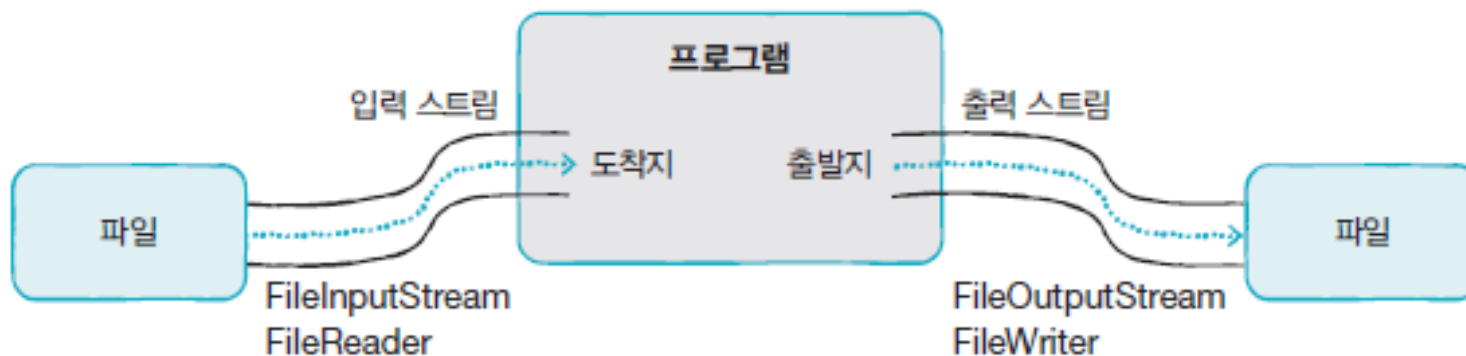 프로그램
입력 스트림
출력 스트림
도착지
출발지
파일
파일
FileInputStream
FileReader
FileOutputStream
FileWriter